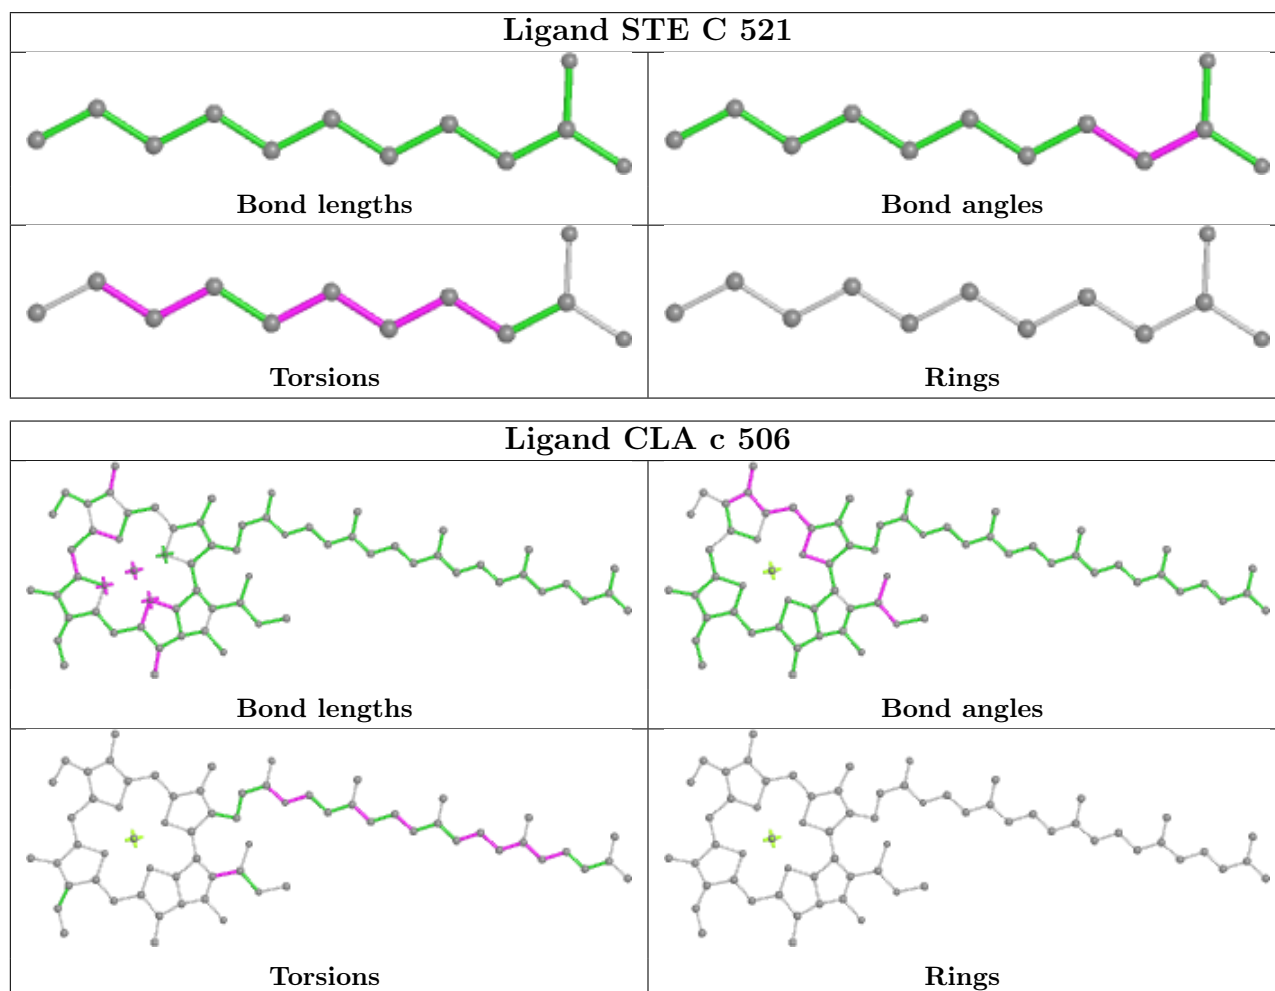 Ligand STE C 521
Bond lengths
Bond angles
Torsions
Rings
Ligand CLA c 506
Bond lengths
Bond angles
Torsions
Rings